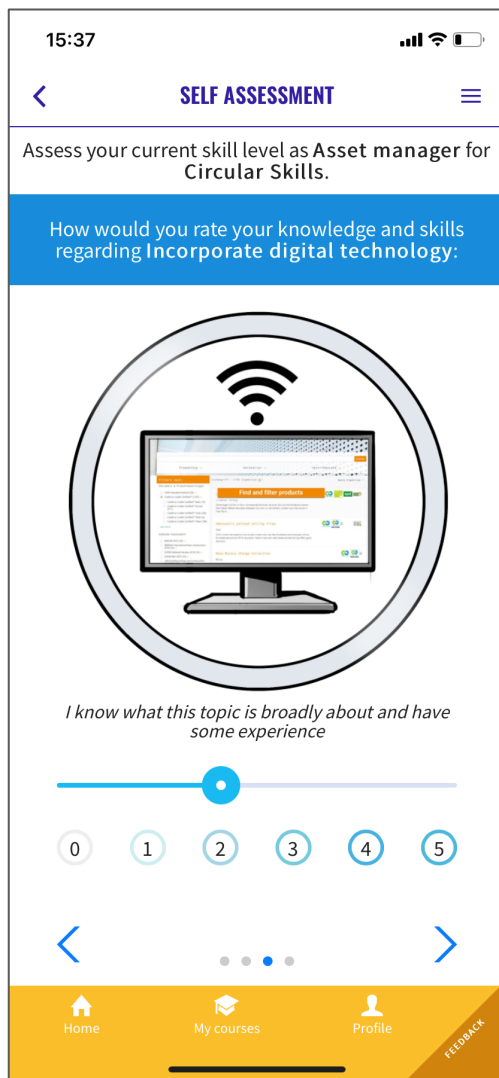 15:37
SELF ASSESSMENT
Assess your current skill level as Asset manager for
Circular Skills.
How would you rate your knowledge and skills
regarding Incorporate digital technology:
Find and filter products
I know what this topic is broadly about and have
some experience
0 1 2 3 4 5
Home My courses Profile
FEEDBACK